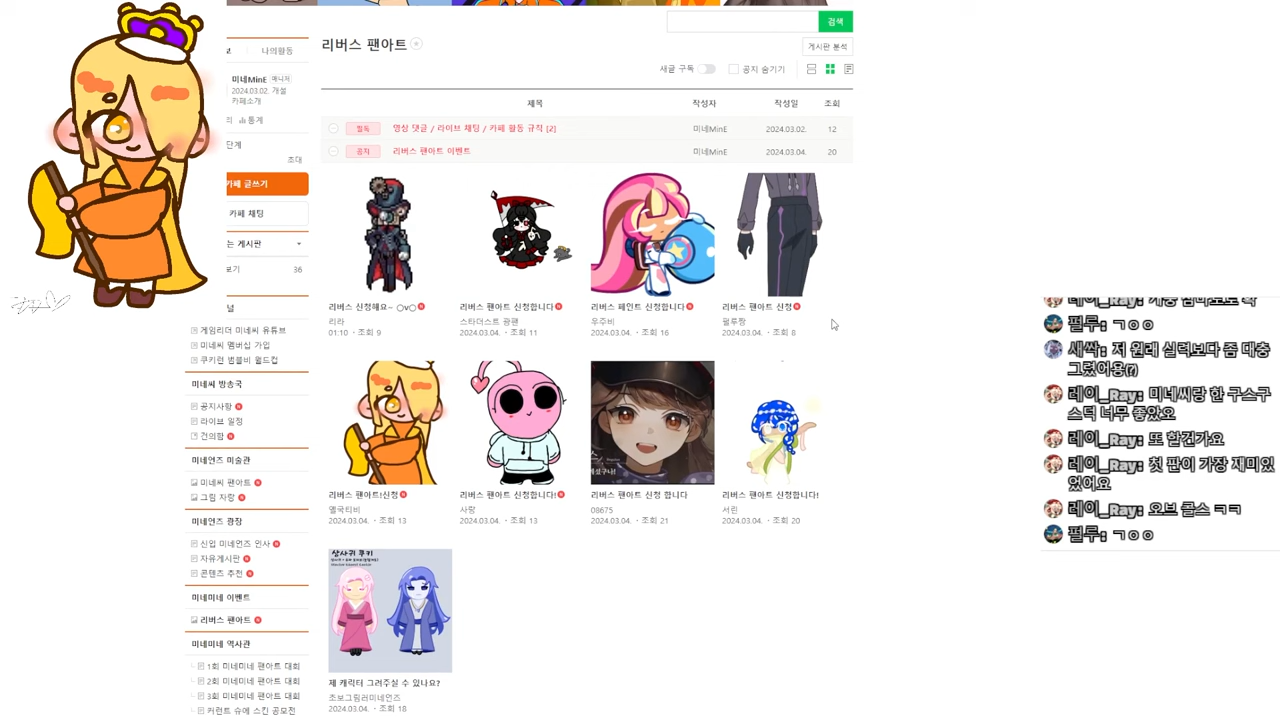 검색
리버스 팬아트
게시판 분석
나의활동
새글 구독
공지 숨기기
미네MinE 매니저
2024.03.02. 개설
카페소개
통계
단계
초대
카페 글쓰기
카페 채팅
는 게시판
보기 36
널
게임리더 미네씨 유튜브
미네씨 멤버십 가입
쿠키런 범블비 월드컵
미네씨 방송국
공지사항
라이브 일정
건의함
미네언즈 미술관
미네씨 팬아트
그림 자랑
미네언즈 광장
신입 미네언즈 인사
자유게시판
콘텐츠 추천
미네미네 이벤트
리버스 팬아트
미네미네 역사관
1회 미네미네 팬아트 대회
2회 미네미네 팬아트 대회
3회 미네미네 팬아트 대회
커런트 슈에 스킨 공모전
제목 작성자 작성일 조회
필독 영상 댓글 / 라이브 채팅 / 카페 활동 규칙 [2] 미네MinE 2024.03.02. 12
공지 리버스 팬아트 이벤트 미네MinE 2024.03.04. 20
리버스 신청해요~ ○v○
리라
01:10 · 조회 9
리버스 팬아트 신청합니다
스타더스트 광팬
2024.03.04. · 조회 11
리버스 페인트 신청합니다
우주비
2024.03.04. · 조회 16
리버스 팬아트 신청
펄루짱
2024.03.04. · 조회 8
리버스 팬아트!신청
멜국티비
2024.03.04. · 조회 13
리버스 팬아트 신청합니다!
사랑
2024.03.04. · 조회 13
리버스 팬아트 신청 합니다
08675
2024.03.04. · 조회 21
리버스 팬아트 신청합니다!
서린
2024.03.04. · 조회 20
삼사귀 쿠키
제 캐릭터 그려주실 수 있나요?
초보그림러미네언즈
2024.03.04. · 조회 18
펄루: ㄱㅇㅇ
새싹: 저 원래 실력보다 좀 대충
그렸어용(?)
레이_Ray: 미네씨랑 한 구스구
스덕 너무 좋았오
레이_Ray: 또 할건가요
레이_Ray: 첫 판이 가장 재미있
었어요
레이_Ray: 오브 쿨스 ㅋㅋ
펄루: ㄱㅇㅇ